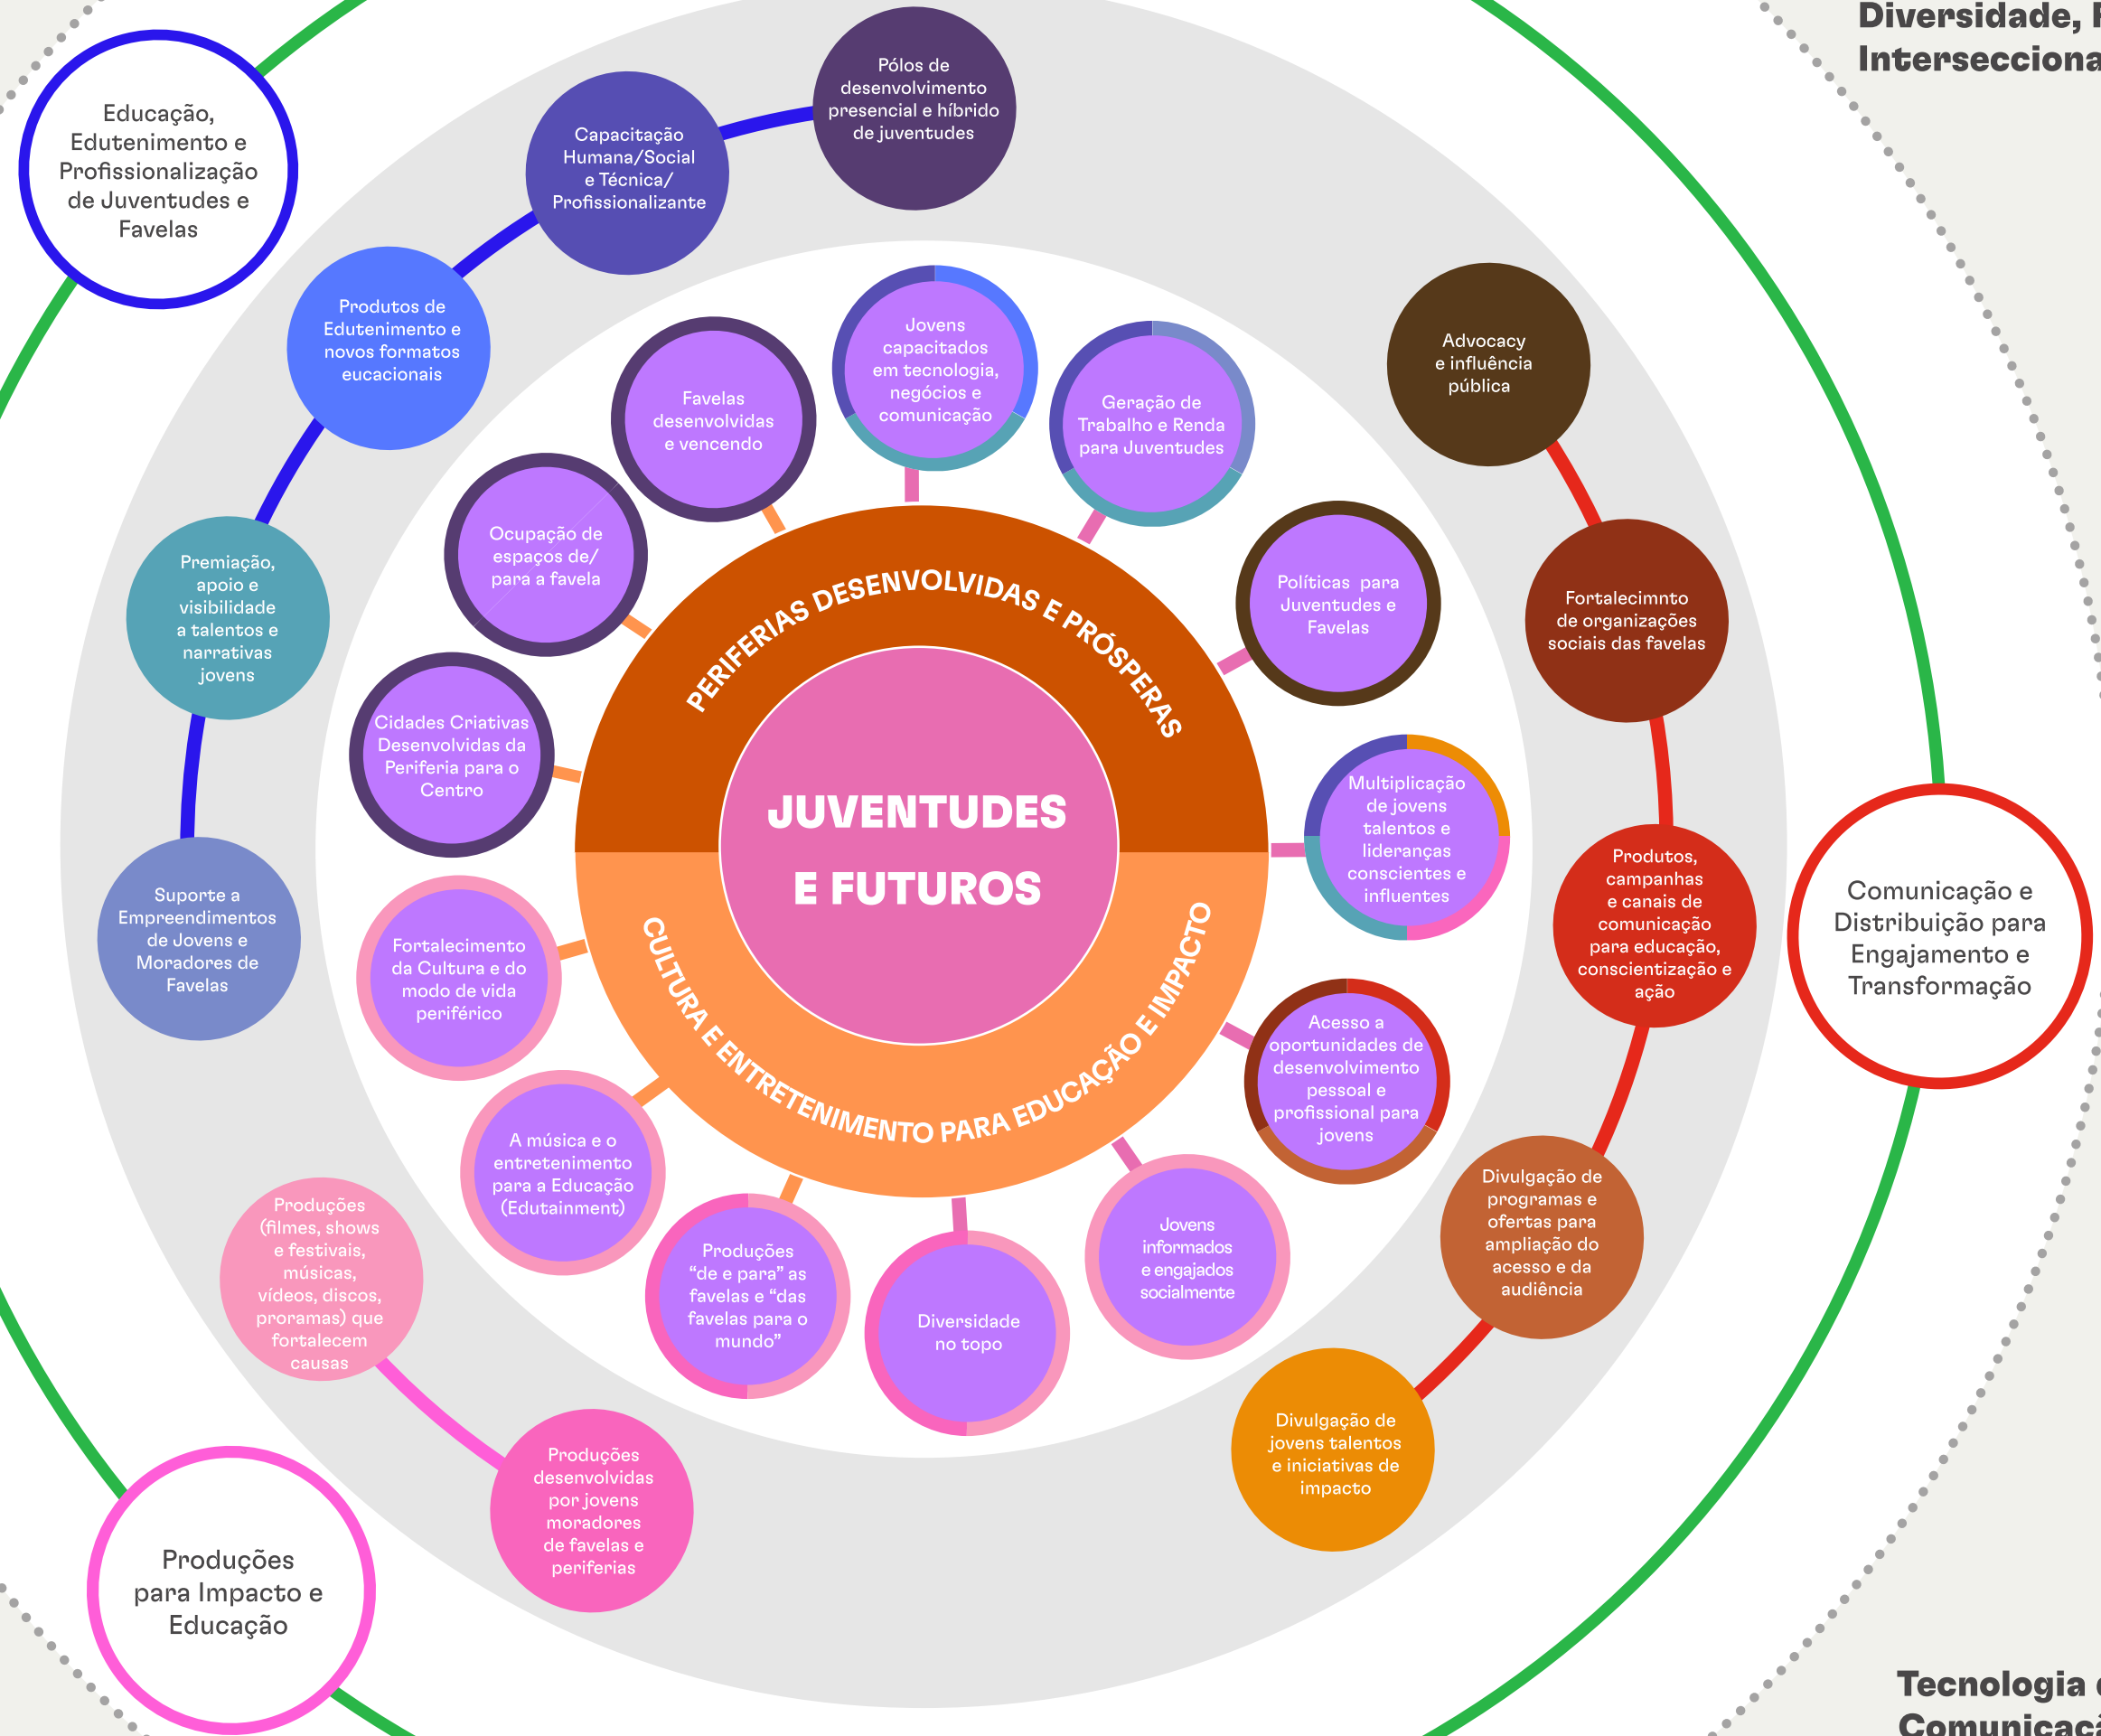 Diversidade,
Educação,
Edutenimento e
Profissionalização
de Juventudes e
Favelas
Pólos de
desenvolvimento
presencial e híbrido
de juventudes
Capacitação
Humana/Social
e Técnica/
Profissionalizante
Produtos de
Edutenimento e
novos formatos
eucacionais
Premiação,
apoio e
visibilidade
a talentos e
narrativas
jovens
Suporte a
Empreendimentos
de Jovens e
Moradores de
Favelas
Favelas
desenvolvidas
e vencendo
Jovens
capacitados
em tecnologia,
negócios e
comunicação
Geração de
Trabalho e Renda
para Juventudes
Ocupação de
espaços de/
para a favela
Políticas para
Juventudes e
Favelas
Cidades Criativas
Desenvolvidas da
Periferia para o
Centro
Multiplicação
de jovens
talentos e
lideranças
conscientes e
influentes
Fortalecimento
da Cultura e do
modo de vida
periférico
Acesso a
oportunidades de
desenvolvimento
pessoal e
profissional para
jovens
A música e o
entretenimento
para a Educação
(Edutainment)
Produções
“de e para” as
favelas e “das
favelas para o
mundo”
Diversidade
no topo
Jovens
informados
e engajados
socialmente
PERIFERIAS DESENVOLVIDAS E PRÓSPERAS
JUVENTUDES
E FUTUROS
CULTURA E ENTRETENIMENTO PARA EDUCAÇÃO E IMPACTO
Advocacy
e influência
pública
Fortalecimnto
de organizações
sociais das favelas
Produtos,
campanhas
e canais de
comunicação
para educação,
conscientização e
ação
Divulgação de
programas e
ofertas para
ampliação do
acesso e da
audiência
Divulgação de
jovens talentos
e iniciativas de
impacto
Comunicação e
Distribuição para
Engajamento e
Transformação
Produções
(filmes, shows
e festivais,
músicas,
vídeos, discos,
proramas) que
fortalecem
causas
Produções
desenvolvidas
por jovens
moradores
de favelas e
periferias
Produções
para Impacto e
Educação
Tecnologia